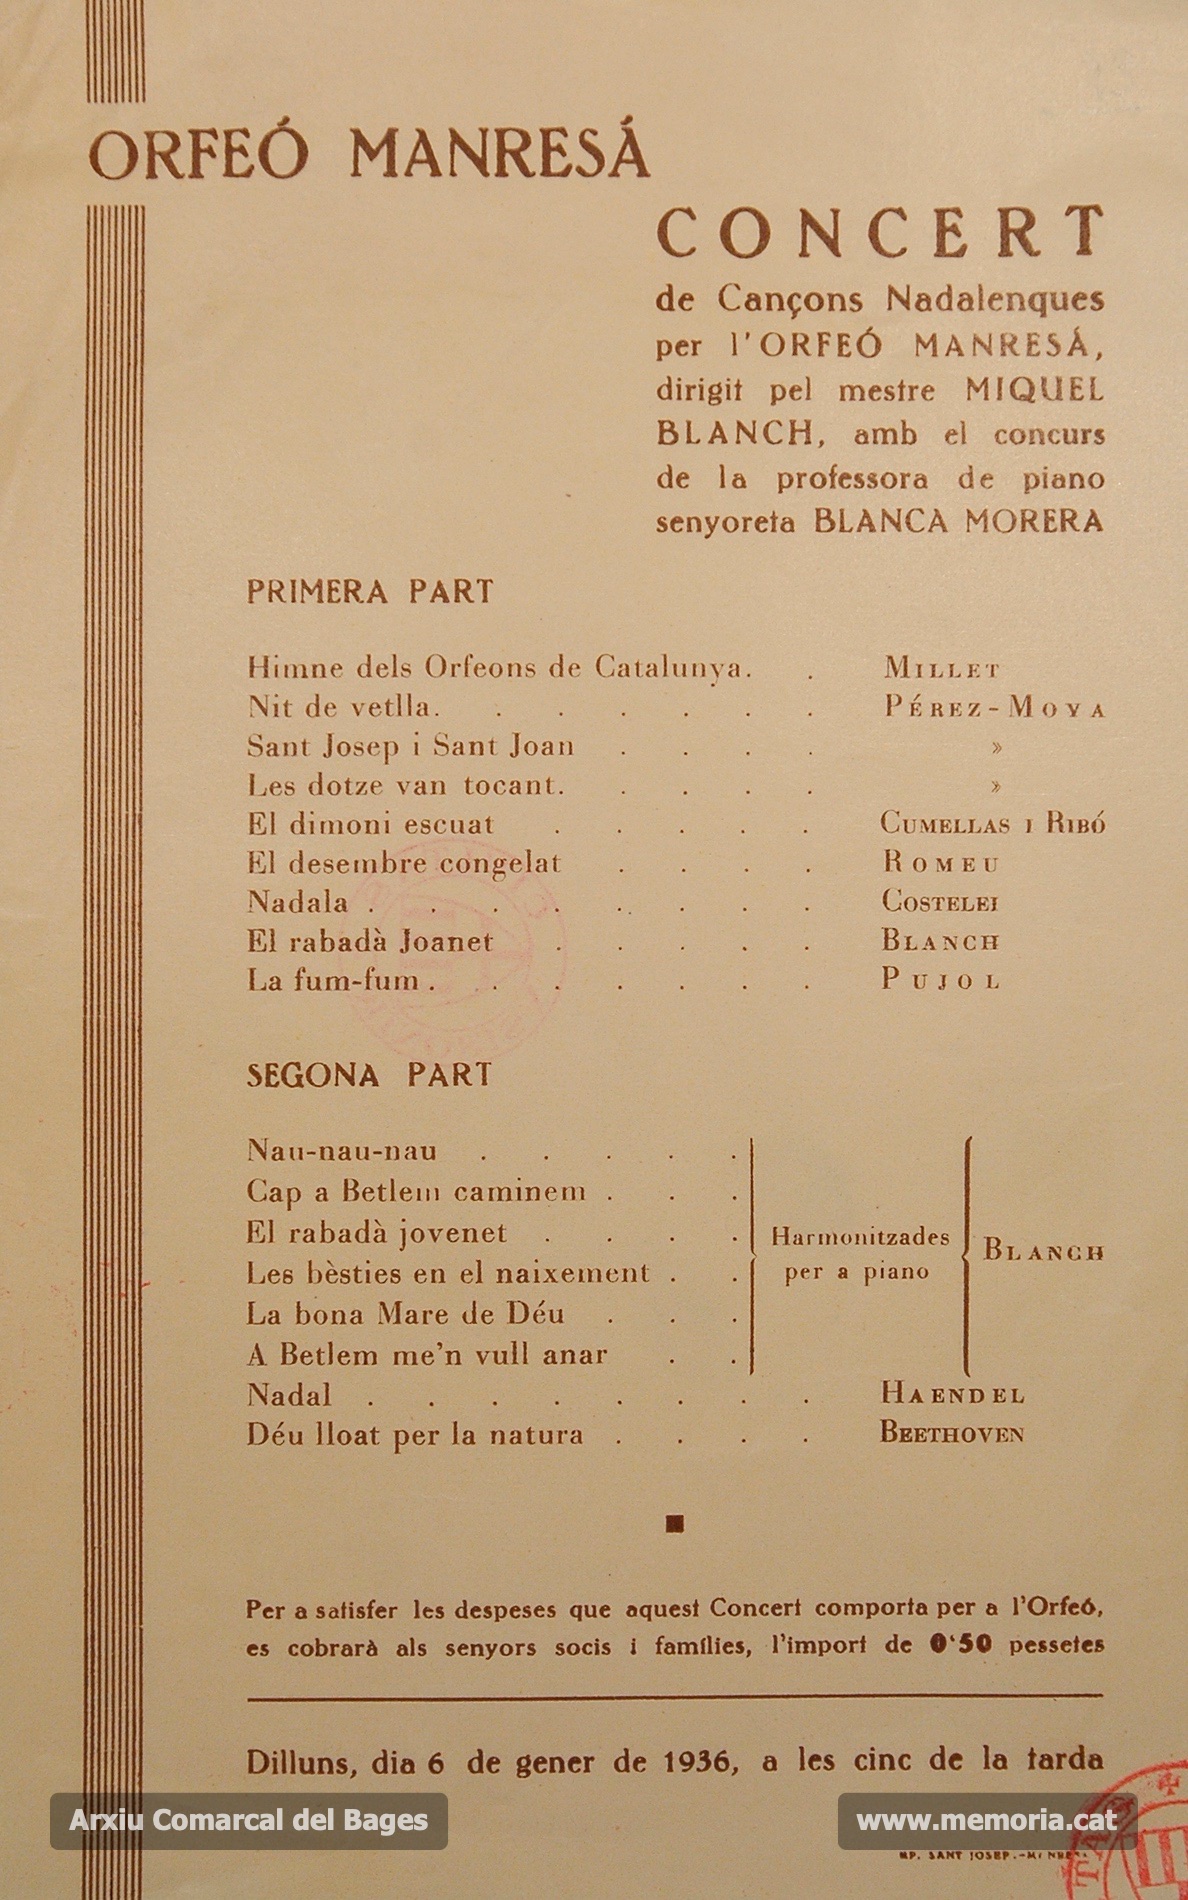 ORFEÓ MANRESÁ
CONCERT
de Cançons Nadalenques
per l'ORFEÓ MANRESÁ,
dirigit pel mestre MIQUEL
BLANCH, amb el concurs
de la professora de piano
senyoreta BLANCA MORERA
PRIMERA PART
Himne dels Orfeons de Catalunya. . MILLET
Nit de vetlla. . . . . . . PÉREZ-MOYA
Sant Josep i Sant Joan . . . . »
Les dotze van tocant. . . . . »
El dimoni escuat . . . . . CUMELLAS I RIBÓ
El desembre congelat . . . . ROMEU
Nadala . . . . . . . . COSTELEI
El rabadà Joanet . . . . . BLANCH
La fum-fum . . . . . . . PUJOL
SEGONA PART
Nau-nau-nau . . . . .
Cap a Betlem caminem . . .
El rabadà jovenet . . . . Harmonitzades BLANCH
Les bèsties en el naixement . . per a piano
La bona Mare de Déu . . .
A Betlem me'n vull anar . .
Nadal . . . . . . . . HAENDEL
Déu lloat per la natura . . . . BEETHOVEN
Per a satisfer les despeses que aquest Concert comporta per a l'Orfeó,
es cobrarà als senyors socis i famílies, l'import de 0'50 pessetes
Dilluns, dia 6 de gener de 1936, a les cinc de la tarda
Arxiu Comarcal del Bages
www.memoria.cat
SANT JOSEP.-